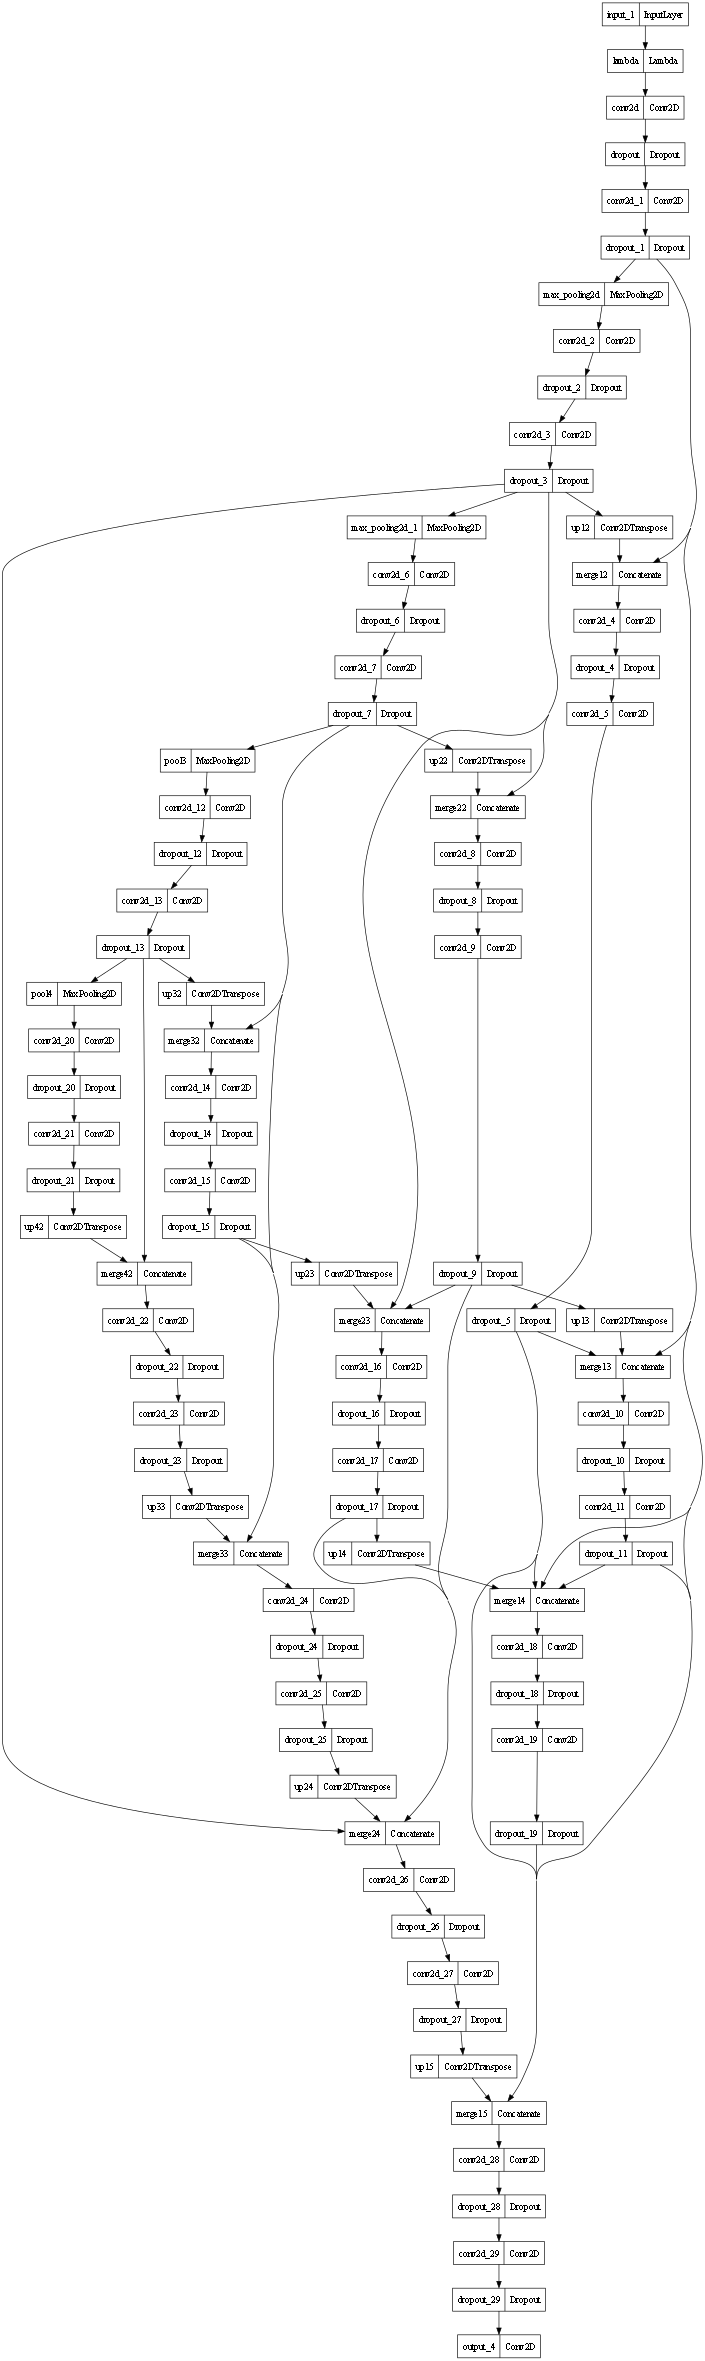 input_1 InputLayer
lambda Lambda
conv2d Conv2D
dropout Dropout
conv2d_1 Conv2D
dropout_1 Dropout
max_pooling2d MaxPooling2D
conv2d_2 Conv2D
dropout_2 Dropout
conv2d_3 Conv2D
dropout_3 Dropout
max_pooling2d_1 MaxPooling2D up12 Conv2DTranspose
conv2d_6 Conv2D merge12 Concatenate
dropout_6 Dropout conv2d_4 Conv2D
conv2d_7 Conv2D dropout_4 Dropout
dropout_7 Dropout conv2d_5 Conv2D
pool3 MaxPooling2D up22 Conv2DTranspose
conv2d_12 Conv2D merge22 Concatenate
dropout_12 Dropout conv2d_8 Conv2D
conv2d_13 Conv2D dropout_8 Dropout
dropout_13 Dropout conv2d_9 Conv2D
pool4 MaxPooling2D up32 Conv2DTranspose
conv2d_20 Conv2D merge32 Concatenate
dropout_20 Dropout conv2d_14 Conv2D
conv2d_21 Conv2D dropout_14 Dropout
dropout_21 Dropout conv2d_15 Conv2D
up42 Conv2DTranspose dropout_15 Dropout
merge42 Concatenate up23 Conv2DTranspose dropout_9 Dropout
conv2d_22 Conv2D merge23 Concatenate dropout_5 Dropout up13 Conv2DTranspose
dropout_22 Dropout conv2d_16 Conv2D merge13 Concatenate
conv2d_23 Conv2D dropout_16 Dropout conv2d_10 Conv2D
dropout_23 Dropout conv2d_17 Conv2D dropout_10 Dropout
up33 Conv2DTranspose dropout_17 Dropout conv2d_11 Conv2D
merge33 Concatenate up14 Conv2DTranspose dropout_11 Dropout
conv2d_24 Conv2D merge14 Concatenate
dropout_24 Dropout conv2d_18 Conv2D
conv2d_25 Conv2D dropout_18 Dropout
dropout_25 Dropout conv2d_19 Conv2D
up24 Conv2DTranspose
merge24 Concatenate dropout_19 Dropout
conv2d_26 Conv2D
dropout_26 Dropout
conv2d_27 Conv2D
dropout_27 Dropout
up15 Conv2DTranspose
merge15 Concatenate
conv2d_28 Conv2D
dropout_28 Dropout
conv2d_29 Conv2D
dropout_29 Dropout
output_4 Conv2D